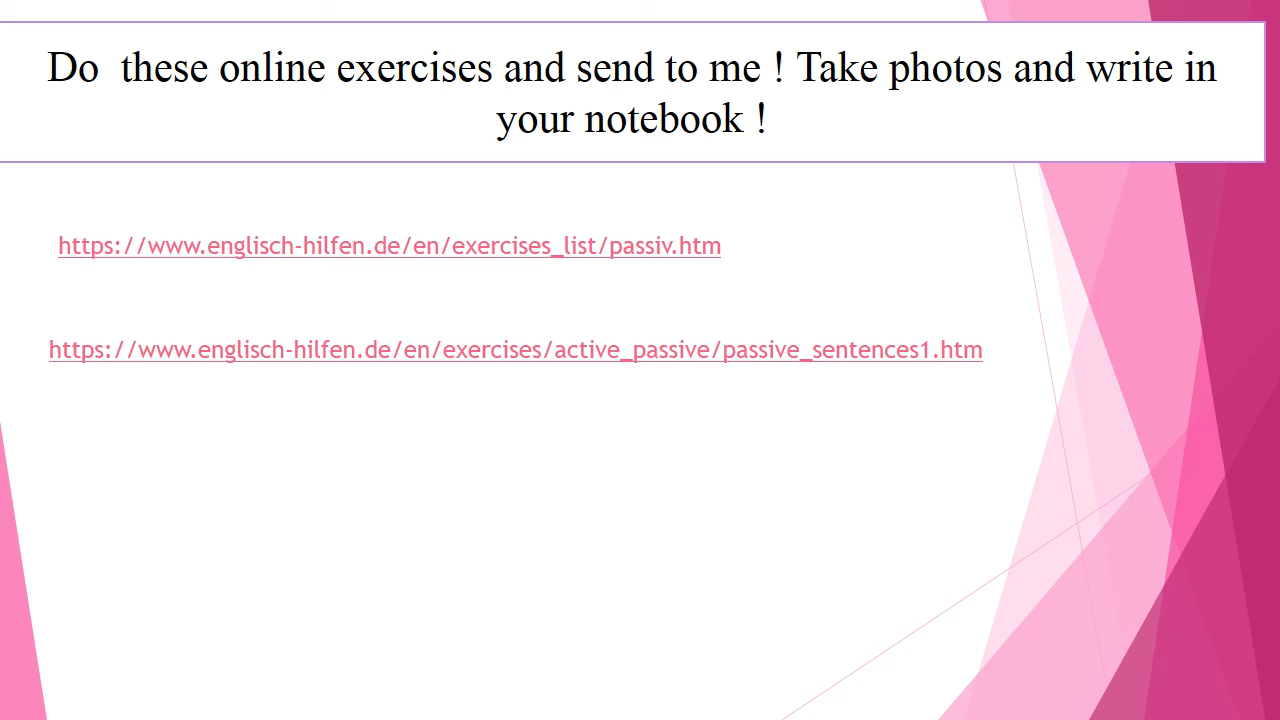 Do  these online exercises and send to me ! Take photos and write in
your notebook !
https://www.englisch-hilfen.de/en/exercises_list/passiv.htm
https://www.englisch-hilfen.de/en/exercises/active_passive/passive_sentences1.htm